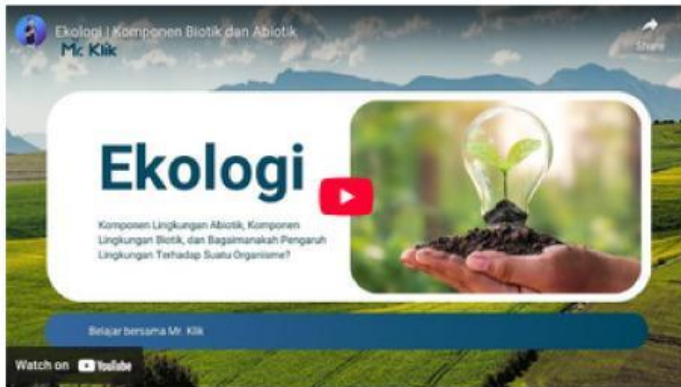 Ekologi | Komponen Biotik dan Abiotik
Mr. Klik
Share
Ekologi
Komponen Lingkungan Abiotik, Komponen
Lingkungan Biotik, dan Bagaimanakah Pengaruh
Lingkungan Terhadap Suatu Organisme?
Belajar bersama Mr. Klik
Watch on YouTube